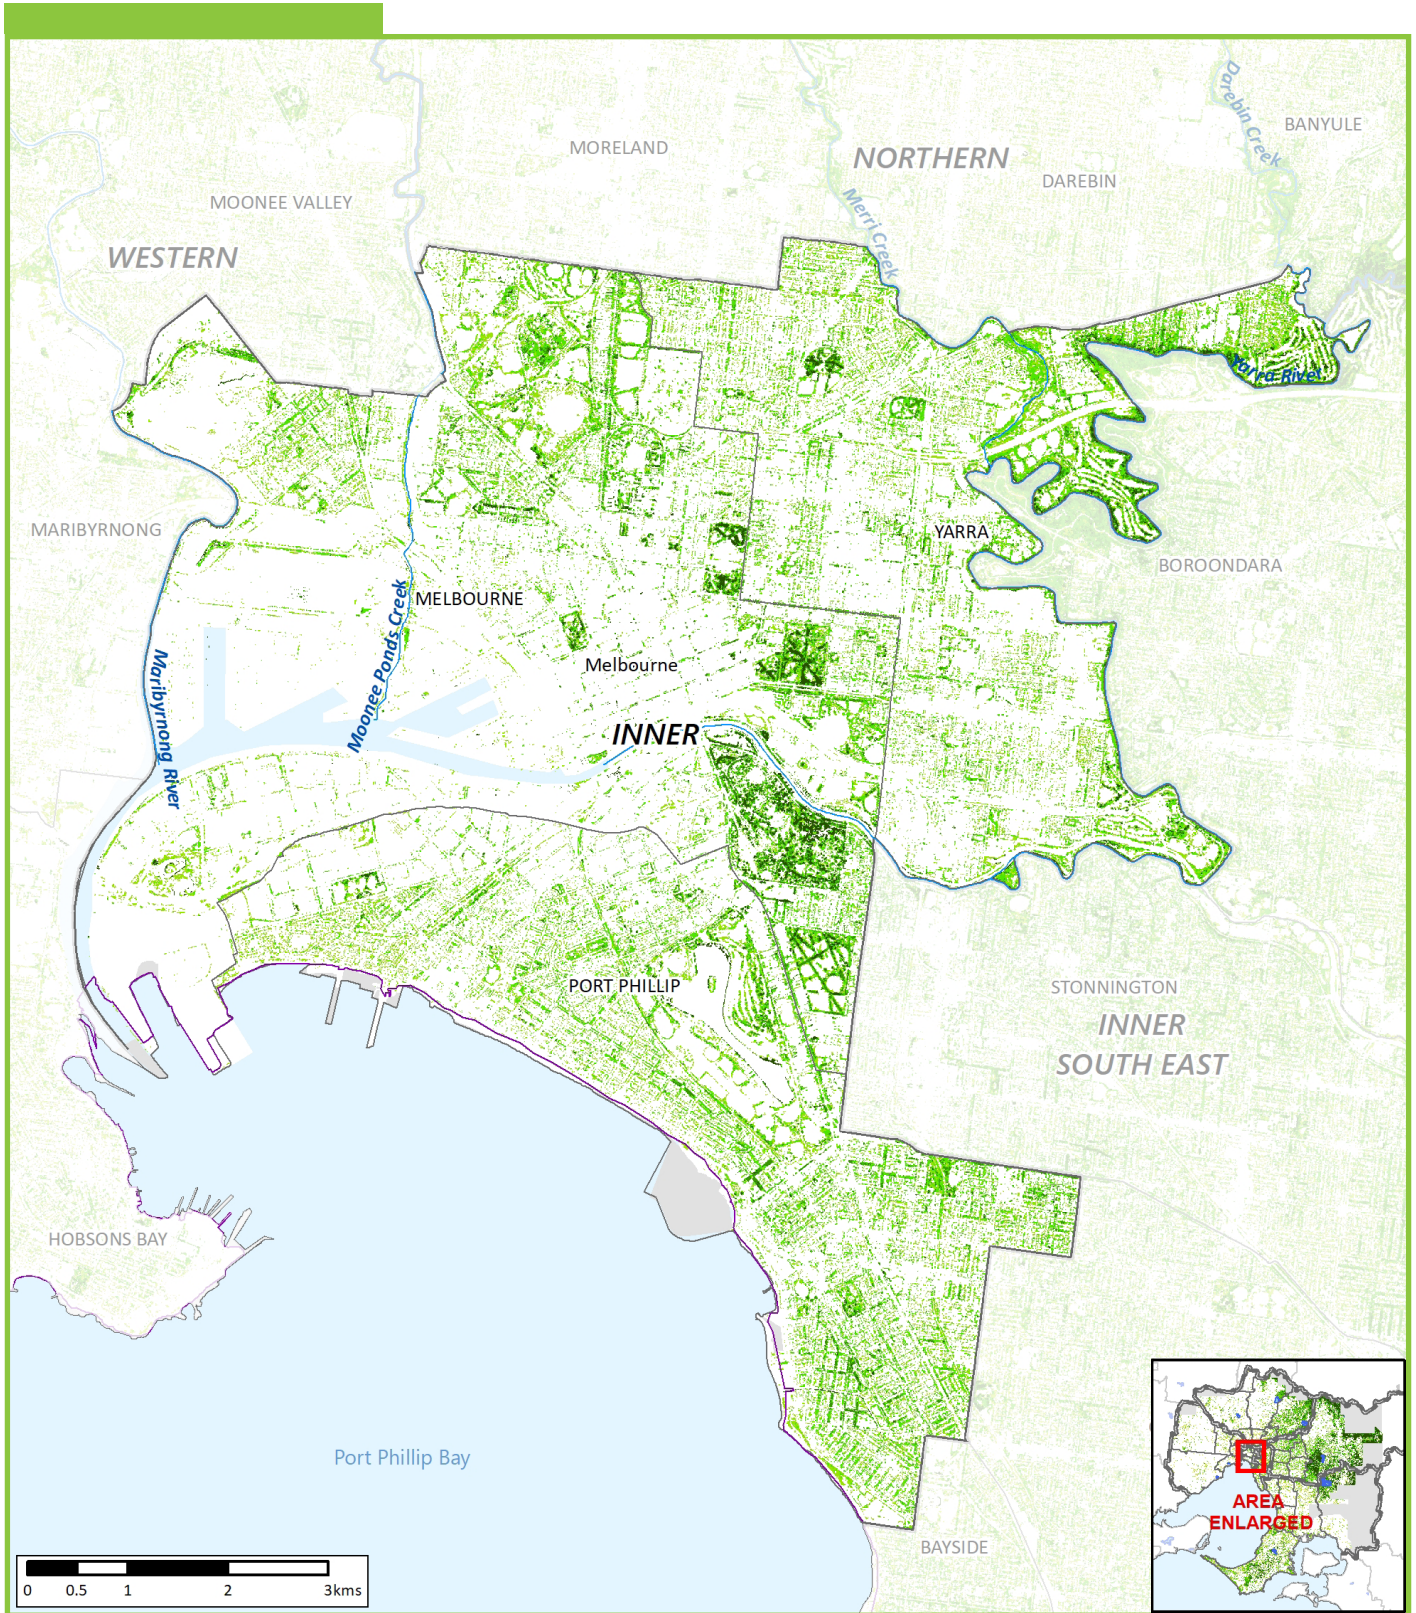 Darebin Creek
BANYULE
MORELAND
NORTHERN
DAREBIN
MOONEE VALLEY
Merri Creek
WESTERN
Yarra River
MARIBYRNONG
YARRA
BOROONDARA
MELBOURNE
Moonee Ponds Creek
Melbourne
Maribyrnong River
INNER
PORT PHILLIP
STONNINGTON
INNER
SOUTH EAST
HOBSONS BAY
Port Phillip Bay
AREA
ENLARGED
BAYSIDE
0 0.5 1 2 3kms